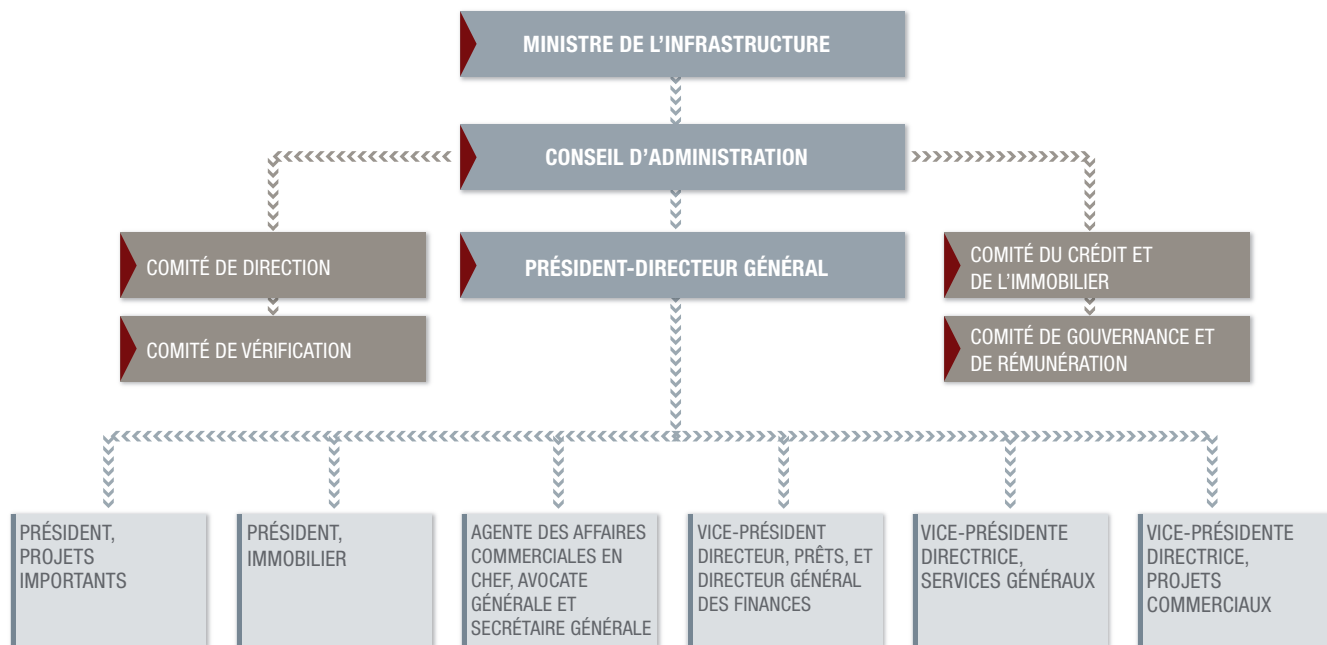 MINISTRE DE L'INFRASTRUCTURE
CONSEIL D'ADMINISTRATION
COMITÉ DE DIRECTION
PRÉSIDENT-DIRECTEUR GÉNÉRAL
COMITÉ DU CRÉDIT ET
DE L'IMMOBILIER
COMITÉ DE VÉRIFICATION
COMITÉ DE GOUVERNANCE ET
DE RÉMUNÉRATION
PRÉSIDENT,
PROJETS
IMPORTANTS
PRÉSIDENT,
IMMOBILIER
AGENTE DES AFFAIRES
COMMERCIALES EN
CHEF, AVOCATE
GÉNÉRALE ET
SECRÉTAIRE GÉNÉRALE
VICE-PRÉSIDENT
DIRECTEUR, PRÊTS, ET
DIRECTEUR GÉNÉRAL
DES FINANCES
VICE-PRÉSIDENTE
DIRECTRICE,
SERVICES GÉNÉRAUX
VICE-PRÉSIDENTE
DIRECTRICE,
PROJETS
COMMERCIAUX